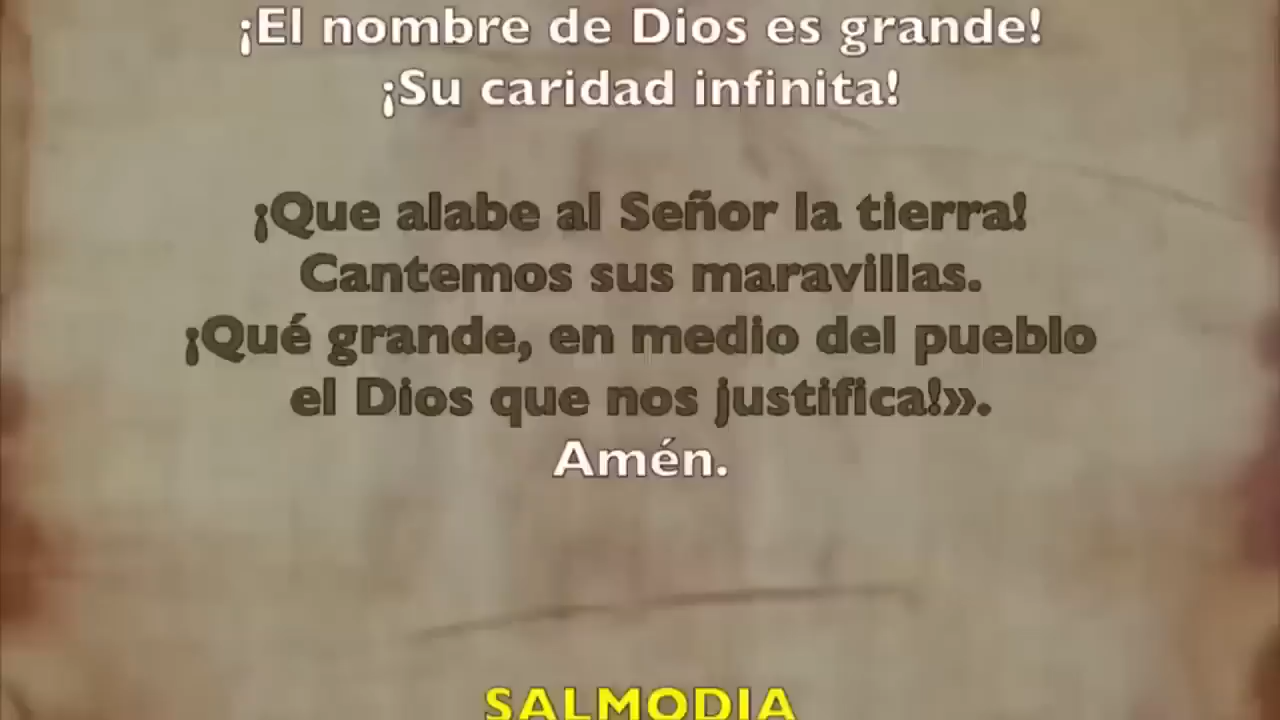 ¡El nombre de Dios es grande!
¡Su caridad infinita!
¡Que alabe al Señor la tierra!
Cantemos sus maravillas.
¡Qué grande, en medio del pueblo
el Dios que nos justifica!».
Amén.
SALMODIA